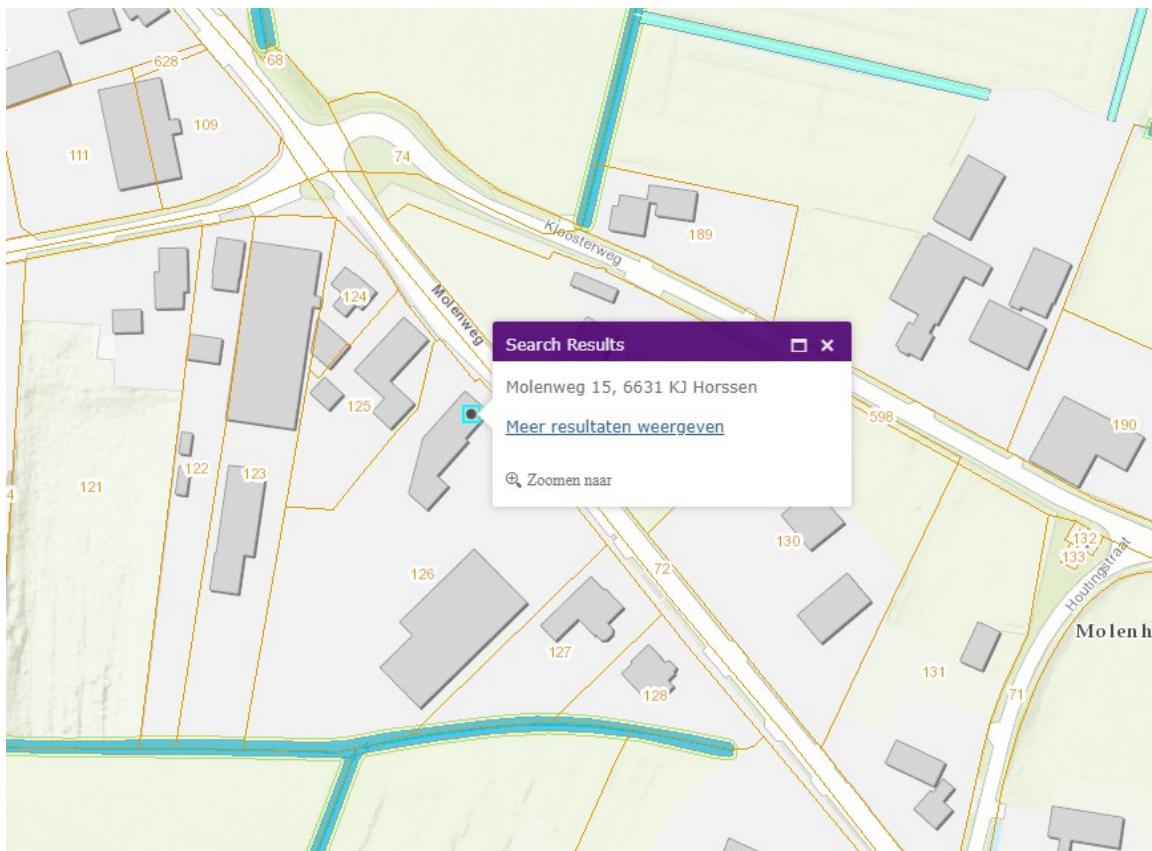 628
68
109
111
74
Kloosterweg
189
124
Molenweg
125
Search Results
Molenweg 15, 6631 KJ Horssen
Meer resultaten weergeven
Zoomen naar
598
190
121
122
123
4
132
133
130
72
126
Houtingstraat
Molenh
127
128
131
71